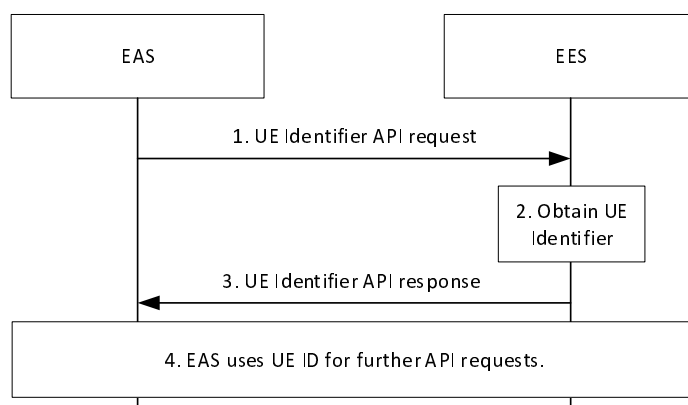 EAS
EES
1. UE Identifier API request
2. Obtain UE
Identifier
3. UE Identifier API response
4. EAS uses UE ID for further API requests.